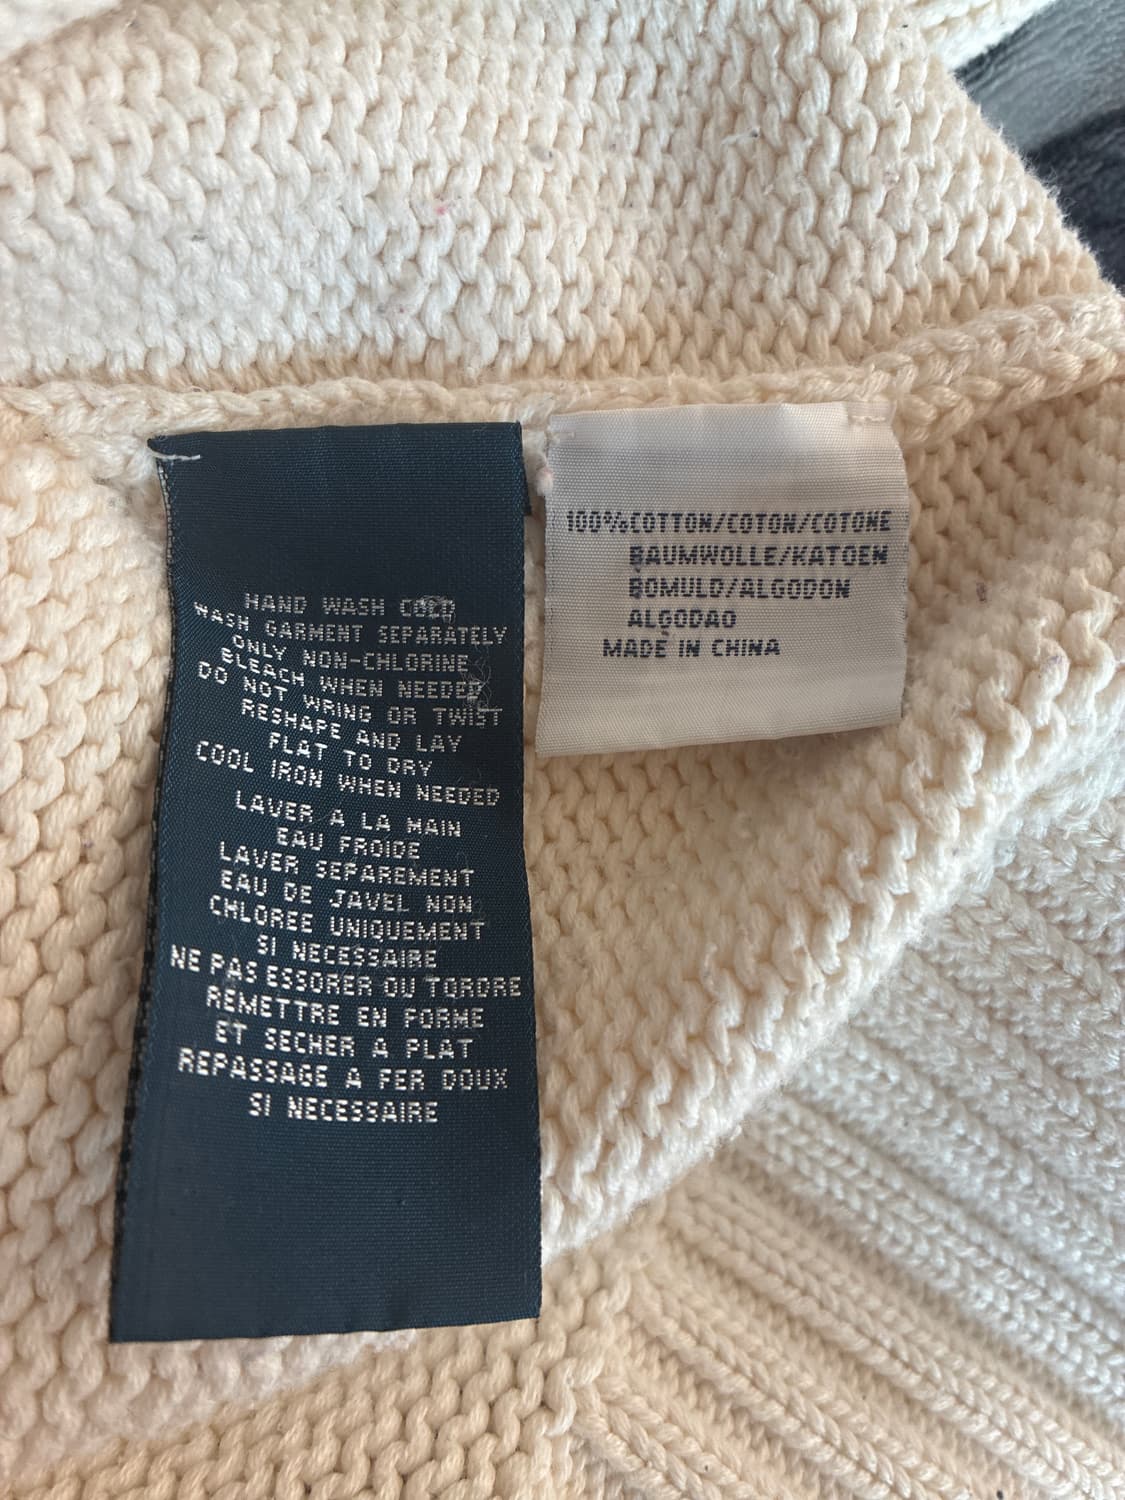 HAND WASH COLD
WASH GARMENT SEPARATELY
ONLY NON-CHLORINE
BLEACH WHEN NEEDED
DO NOT WRING OR TWIST
RESHAPE AND LAY
FLAT TO DRY
COOL IRON WHEN NEEDED
LAVER A LA MAIN
EAU FROIDE
LAVER SEPAREMENT
EAU DE JAVEL NON
CHLOREE UNIQUEMENT
SI NECESSAIRE
NE PAS ESSORER OU TORDRE
REMETTRE EN FORME
ET SECHER A PLAT
REPASSAGE A FER DOUX
SI NECESSAIRE
100%COTTON/COTON/COTONE
BAUMWOLLE/KATOEN
BOMULD/ALGODON
ALGODAO
MADE IN CHINA